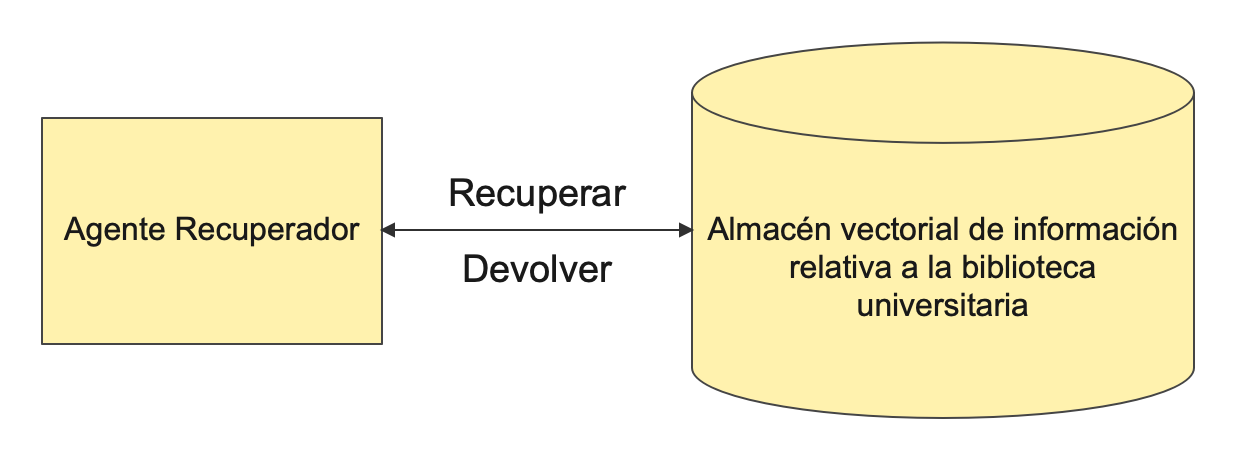 Agente Recuperador
Recuperar
Devolver
Almacén vectorial de información
relativa a la biblioteca
universitaria